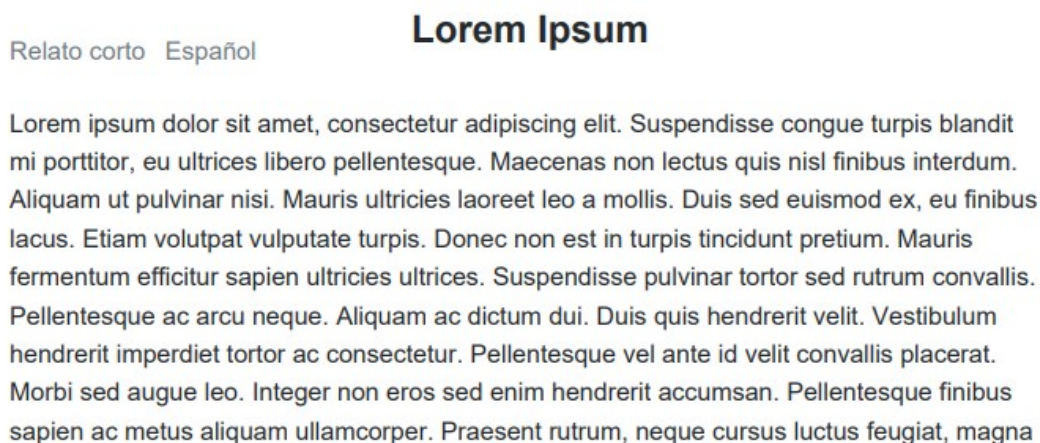 Lorem Ipsum
Relato corto Español
Lorem ipsum dolor sit amet, consectetur adipiscing elit. Suspendisse congue turpis blandit
mi porttitor, eu ultrices libero pellentesque. Maecenas non lectus quis nisl finibus interdum.
Aliquam ut pulvinar nisi. Mauris ultricies laoreet leo a mollis. Duis sed euismod ex, eu finibus
lacus. Etiam volutpat vulputate turpis. Donec non est in turpis tincidunt pretium. Mauris
fermentum efficitur sapien ultricies ultrices. Suspendisse pulvinar tortor sed rutrum convallis.
Pellentesque ac arcu neque. Aliquam ac dictum dui. Duis quis hendrerit velit. Vestibulum
hendrerit imperdiet tortor ac consectetur. Pellentesque vel ante id velit convallis placerat.
Morbi sed augue leo. Integer non eros sed enim hendrerit accumsan. Pellentesque finibus
sapien ac metus aliquam ullamcorper. Praesent rutrum, neque cursus luctus feugiat, magna